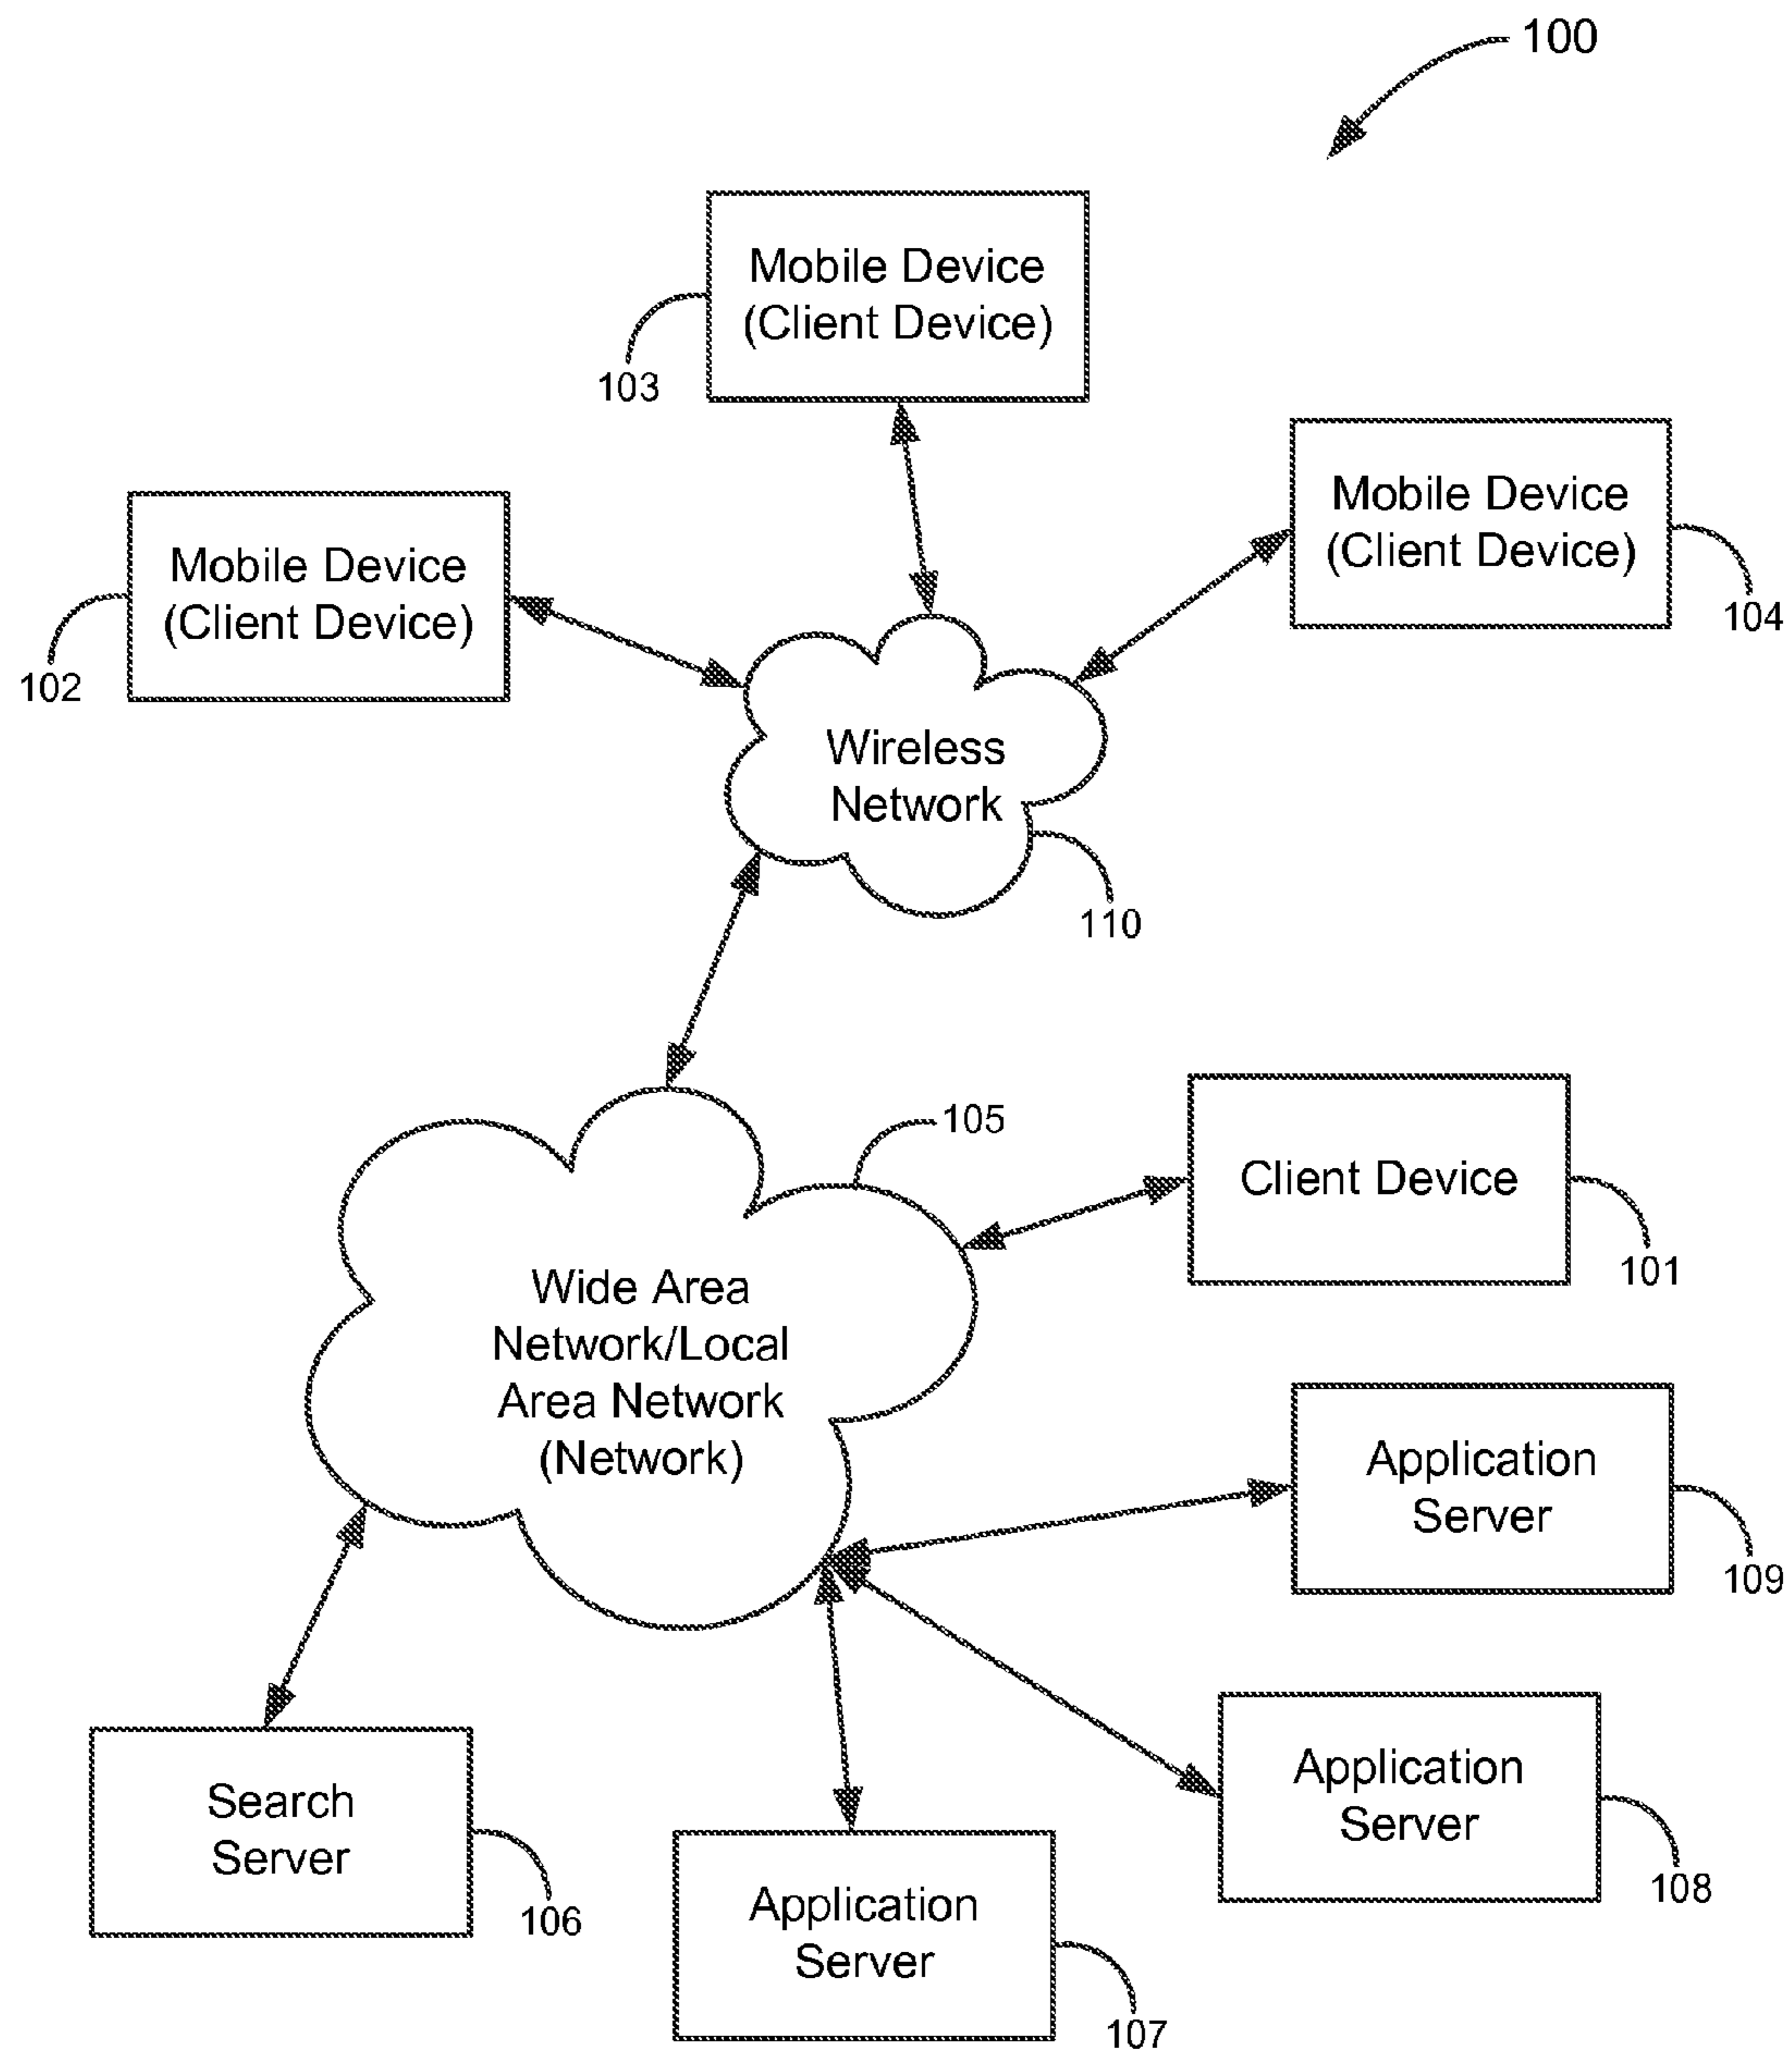 100
Mobile Device
(Client Device)
103
Mobile Device
(Client Device)
104
Mobile Device
(Client Device)
102
Wireless
Network
110
105
Client Device
101
Wide Area
Network/Local
Area Network
(Network)
Application
Server
109
Application
Server
108
Search
Server
106
Application
Server
107